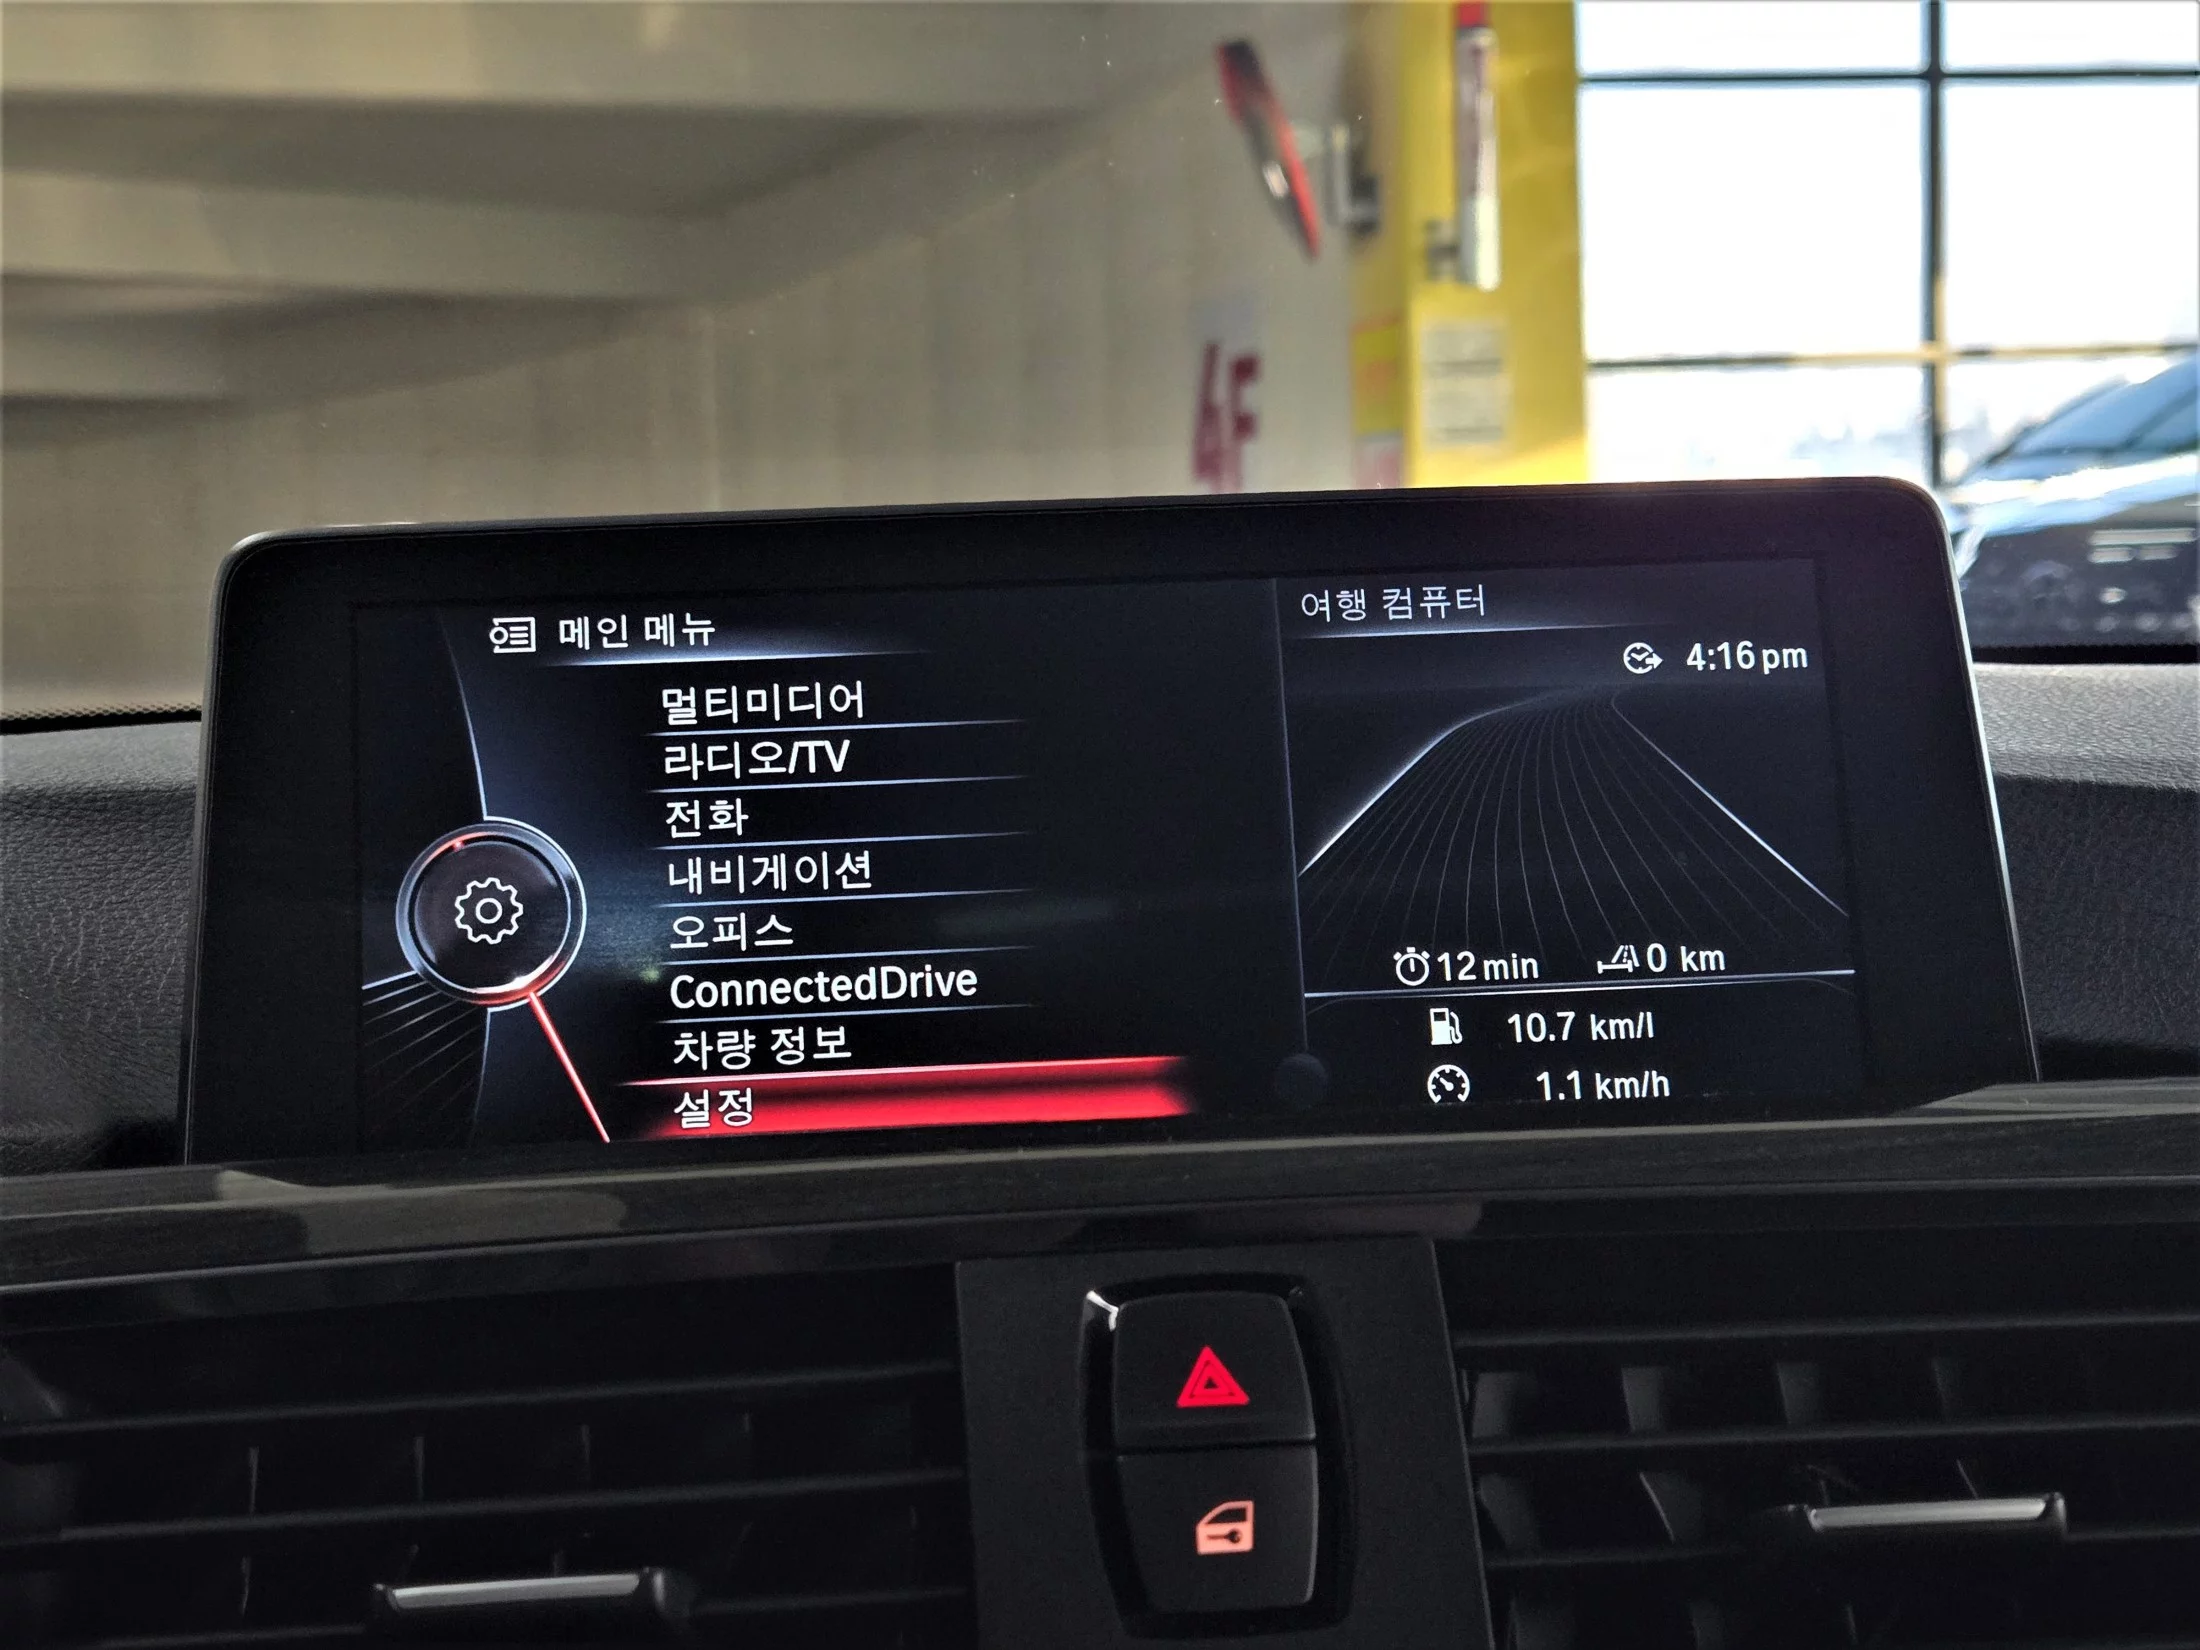 4F
메인 메뉴
멀티미디어
라디오/TV
전화
내비게이션
오피스
ConnectedDrive
차량 정보
설정
여행 컴퓨터
4:16 pm
12 min
0 km
10.7 km/l
1.1 km/h